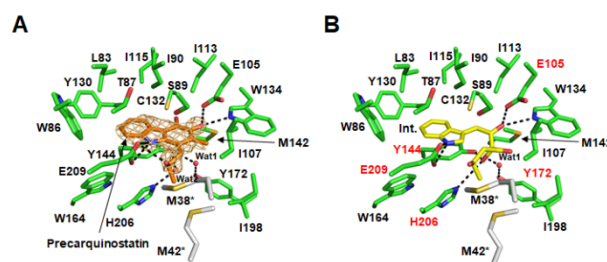 A
I113
I115
I90
L83
E105
S89
T87
Y130
W134
C132
W86
M142
Y144
Wat1
I107
E209
Wat2
Y172
M38*
W164
H206
I198
Precarquinostatin
M42*
B
I113
I115
I90
L83
E105
S89
T87
Y130
W134
C132
W86
Int.
M142
Y144
Wat1
I107
E209
Y172
M38*
W164
H206
I198
M42*